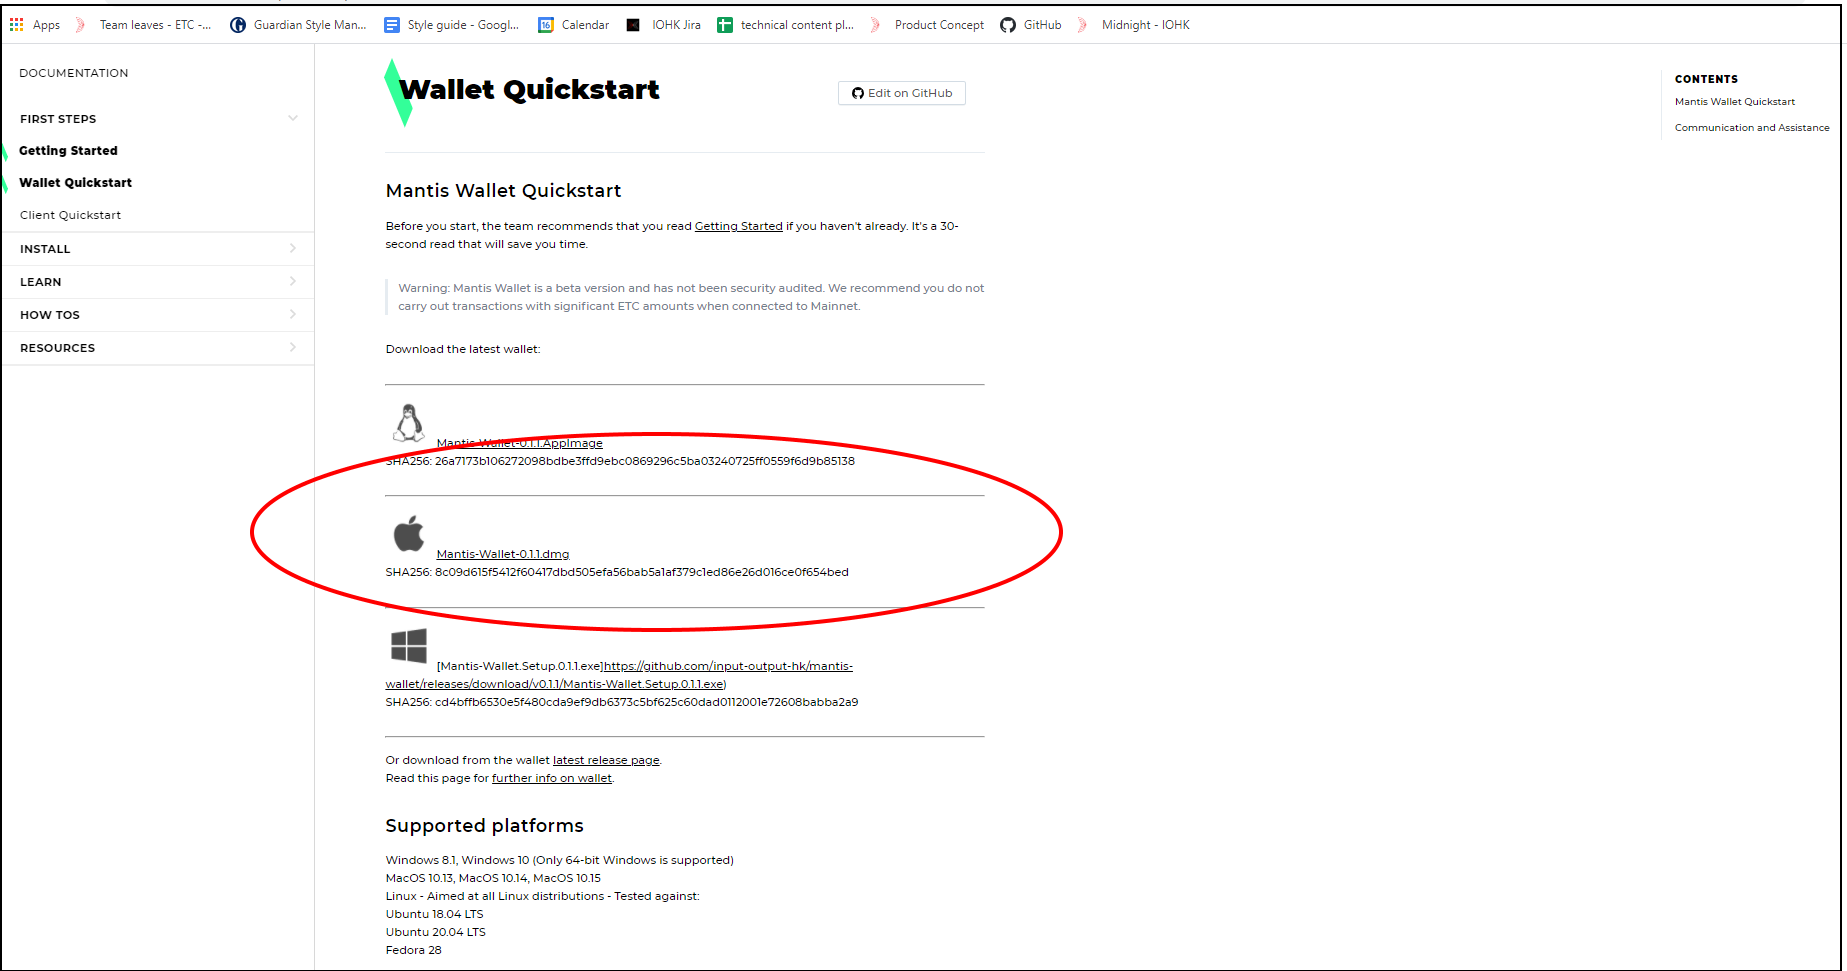 Apps
Team leaves - ETC -...
Guardian Style Man...
Style guide - Googl...
16
Calendar
IOHK Jira
technical content pl...
Product Concept
GitHub
Midnight - IOHK
DOCUMENTATION
FIRST STEPS
Getting Started
Wallet Quickstart
Client Quickstart
INSTALL
LEARN
HOW TOS
RESOURCES
Wallet Quickstart
Edit on GitHub
Mantis Wallet Quickstart
Before you start, the team recommends that you read Getting Started if you haven't already. It's a 30-
second read that will save you time.
Warning: Mantis Wallet is a beta version and has not been security audited. We recommend you do not
carry out transactions with significant ETC amounts when connected to Mainnet.
Download the latest wallet:
Mantis-Wallet-0.1.1.AppImage
SHA256: 26a7173b106272098bdbe3ffd9ebc0869296c5ba03240725ff0559f6d9b85138
Mantis-Wallet-0.1.1.dmg
SHA256: 8c09d615f5412f60417dbd505efa56bab5a1af379c1ed86e26d016ce0f654bed
[Mantis-Wallet.Setup.0.1.1.exe]https://github.com/input-output-hk/mantis-
wallet/releases/download/v0.1.1/Mantis-Wallet.Setup.0.1.1.exe)
SHA256: cd4bffb6530e5f480cda9ef9db6373c5bf625c60dad0112001e72608babba2a9
Or download from the wallet latest release page.
Read this page for further info on wallet.
Supported platforms
Windows 8.1, Windows 10 (Only 64-bit Windows is supported)
MacOS 10.13, MacOS 10.14, MacOS 10.15
Linux - Aimed at all Linux distributions - Tested against:
Ubuntu 18.04 LTS
Ubuntu 20.04 LTS
Fedora 28
CONTENTS
Mantis Wallet Quickstart
Communication and Assistance